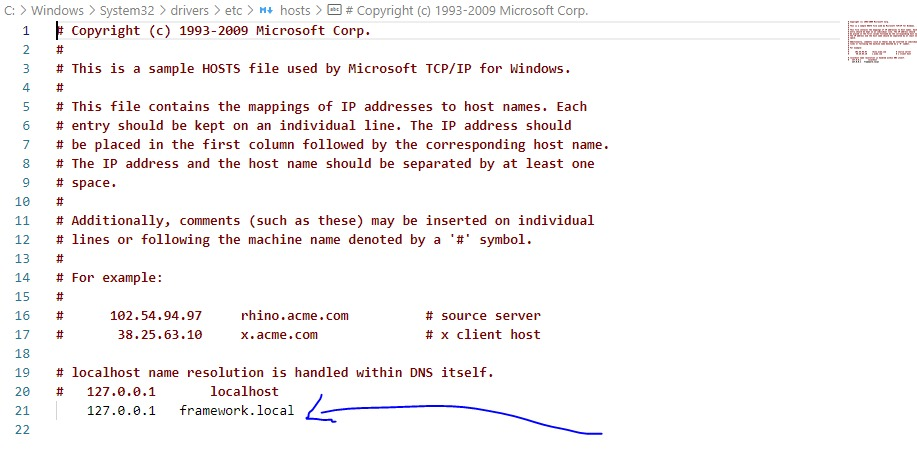 C: > Windows > System32 > drivers > etc > M↓ hosts > abc # Copyright (c) 1993-2009 Microsoft Corp.
1 # Copyright (c) 1993-2009 Microsoft Corp.
2 #
3 # This is a sample HOSTS file used by Microsoft TCP/IP for Windows.
4 #
5 # This file contains the mappings of IP addresses to host names. Each
6 # entry should be kept on an individual line. The IP address should
7 # be placed in the first column followed by the corresponding host name.
8 # The IP address and the host name should be separated by at least one
9 # space.
10 #
11 # Additionally, comments (such as these) may be inserted on individual
12 # lines or following the machine name denoted by a '#' symbol.
13 #
14 # For example:
15 #
16 #      102.54.94.97     rhino.acme.com          # source server
17 #       38.25.63.10     x.acme.com              # x client host
18
19 # localhost name resolution is handled within DNS itself.
20 #   127.0.0.1       localhost
21     127.0.0.1   framework.local
22